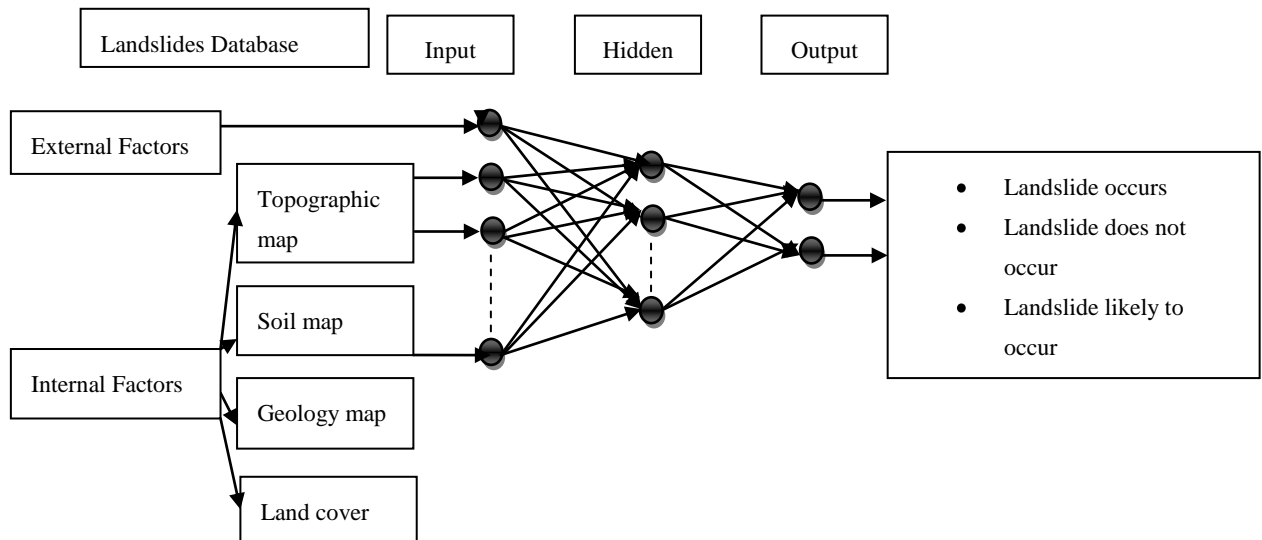 Landslides Database
Input
Hidden
Output
External Factors
Topographic
map
Soil map
Internal Factors
Geology map
Land cover
• Landslide occurs
• Landslide does not
occur
• Landslide likely to
occur